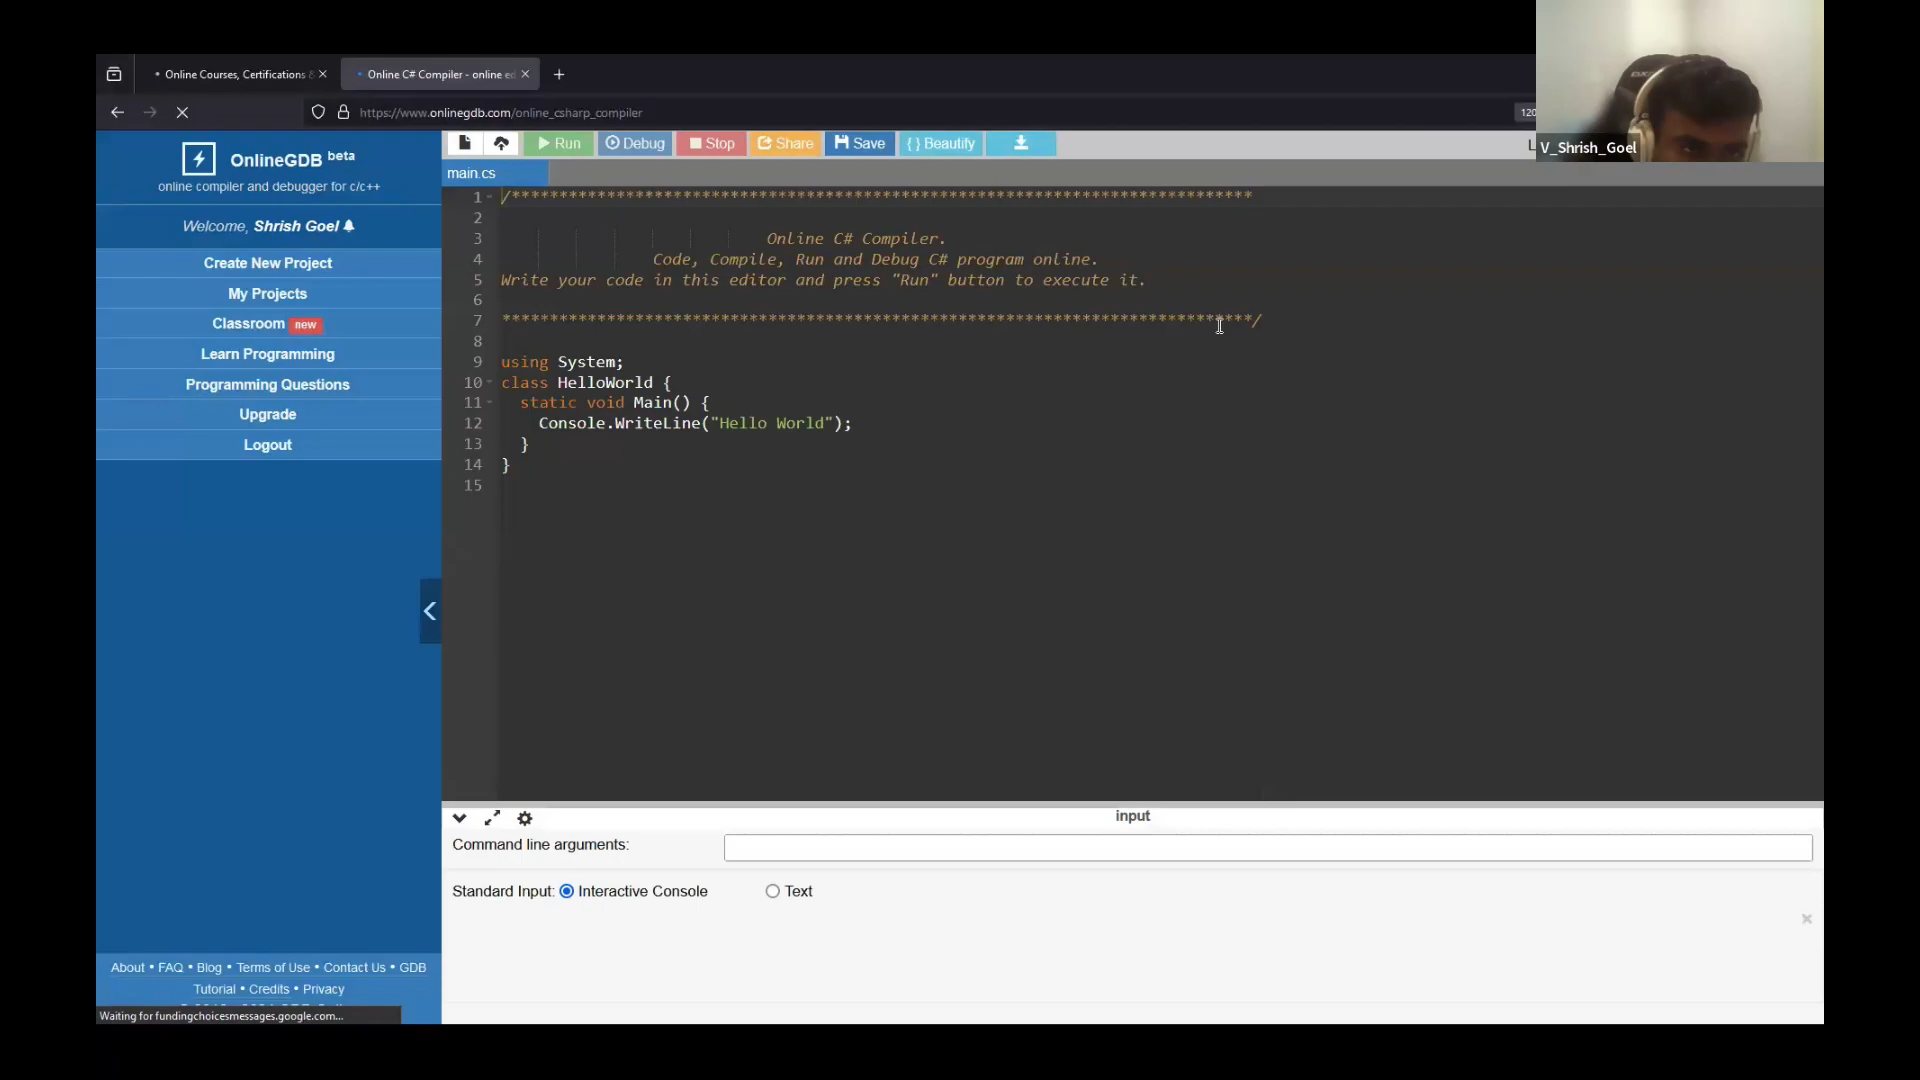 Online Courses, Certifications &
Online C# Compiler - online ed
https://www.onlinegdb.com/online_csharp_compiler
120
V_Shrish_Goel
OnlineGDB beta
online compiler and debugger for c/c++
Welcome, Shrish Goel
Create New Project
My Projects
Classroom new
Learn Programming
Programming Questions
Upgrade
Logout
Run
Debug
Stop
Share
Save
{ } Beautify
main.cs
1 /******************************************************************************
2
3 Online C# Compiler.
4 Code, Compile, Run and Debug C# program online.
5 Write your code in this editor and press "Run" button to execute it.
6
7 *******************************************************************************/
8
9 using System;
10 class HelloWorld {
11 static void Main() {
12 Console.WriteLine("Hello World");
13 }
14 }
15
input
Command line arguments:
Standard Input: Interactive Console Text
About • FAQ • Blog • Terms of Use • Contact Us • GDB
Tutorial • Credits • Privacy
Waiting for fundingchoicesmessages.google.com...